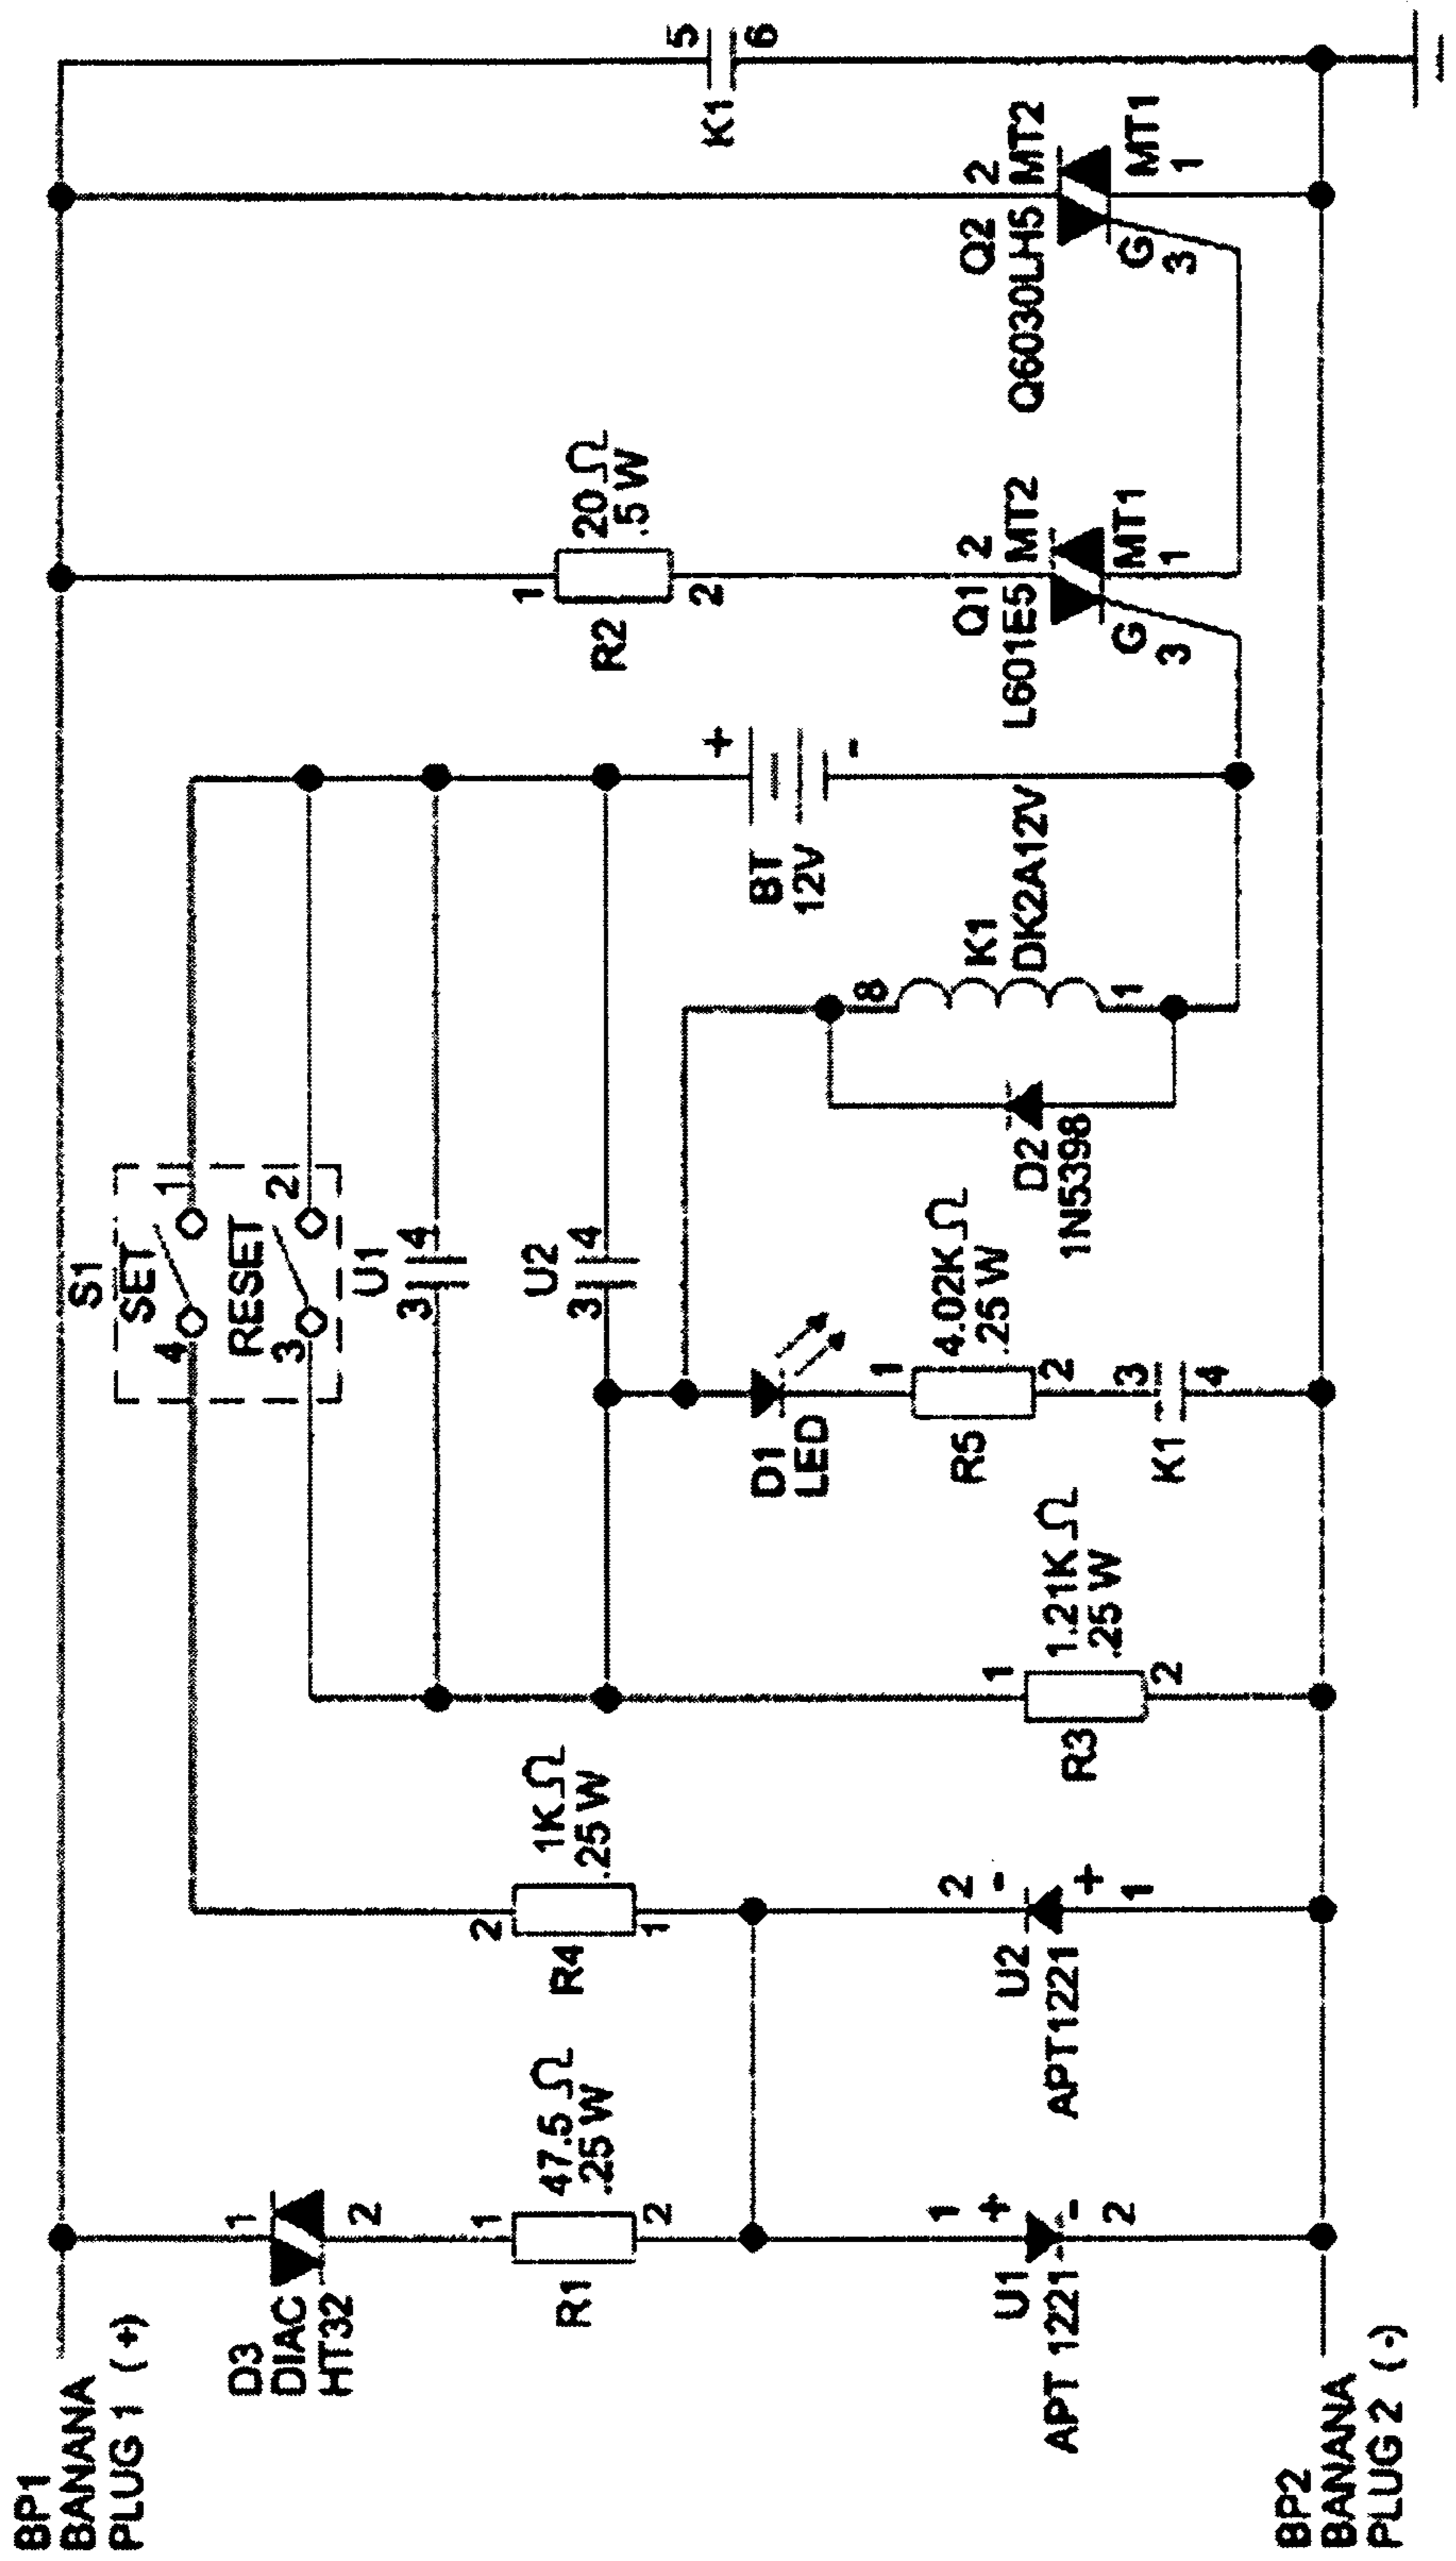 BP1
BANANA
PLUG 1 (+)
D3
DIAC
HT32
1
2
R1
47.5 Ω
.25 W
1
2
U1
APT 1221
1
+
-
2
BP2
BANANA
PLUG 2 (-)
R4
1K Ω
.25 W
2
1
U2
APT1221
2
-
+
1
S1
SET
4
1
RESET
3
2
U1
3
4
U2
3
4
R3
1.21K Ω
.25 W
1
2
D1
LED
R5
4.02K Ω
.25 W
1
2
K1
3
4
D2
1N5398
K1
DK2A12V
8
1
BT
12V
+
-
R2
20 Ω
.5 W
1
2
Q1
L601E5
2
MT2
MT1
1
G
3
Q2
Q6030LH5
2
MT2
MT1
1
G
3
K1
5
6